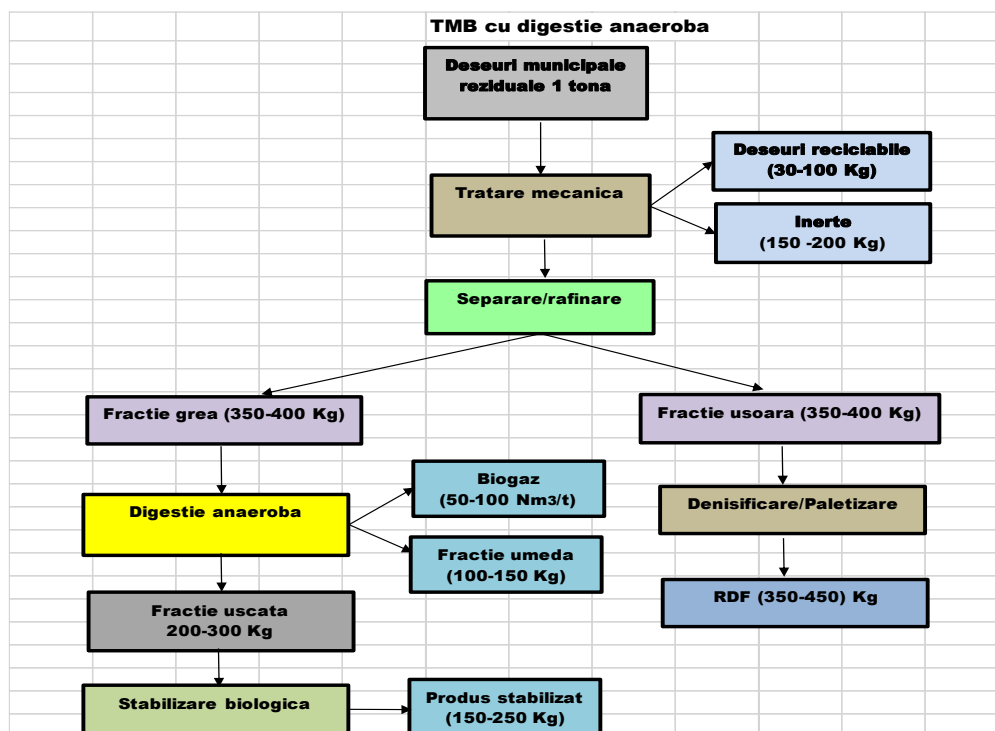 TMB cu digestie anaeroba
Deseuri municipale
reziduale 1 tona
Deseuri reciclabile
(30-100 Kg)
Tratare mecanica
Inerte
(150 -200 Kg)
Separare/rafinare
Fractie grea (350-400 Kg)
Fractie usoara (350-400 Kg)
Biogaz
(50-100 Nm3/t)
Digestie anaeroba
Denisificare/Paletizare
Fractie umeda
(100-150 Kg)
Fractie uscata
200-300 Kg
RDF (350-450) Kg
Stabilizare biologica
Produs stabilizat
(150-250 Kg)